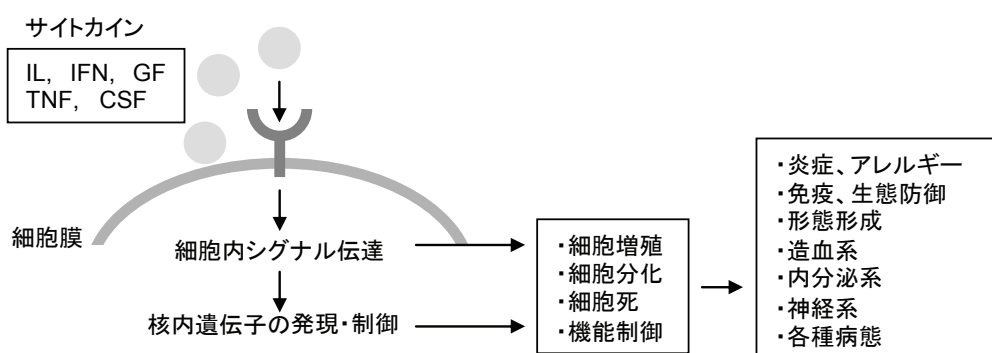 サイトカイン
IL, IFN, GF
TNF, CSF
細胞膜
細胞内シグナル伝達
核内遺伝子の発現・制御
・細胞増殖
・細胞分化
・細胞死
・機能制御
・炎症、アレルギー
・免疫、生態防御
・形態形成
・造血系
・内分泌系
・神経系
・各種病態